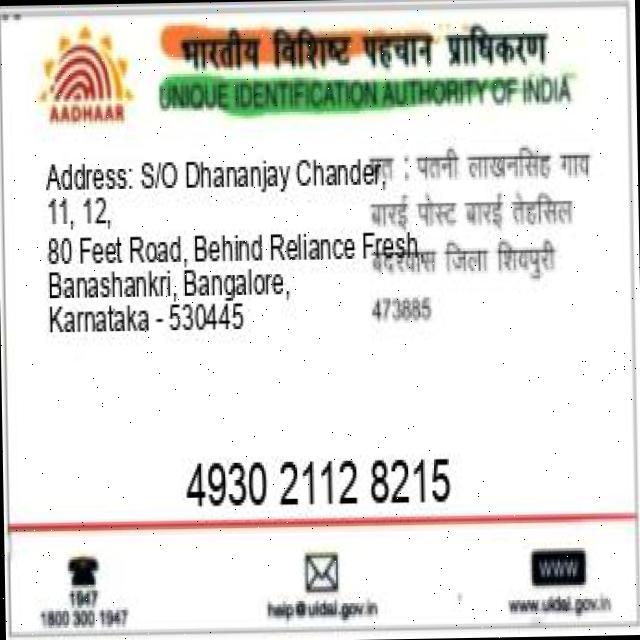 भारतीय विशिष्ट पहचान प्राधिकरण
UNIQUE IDENTIFICATION AUTHORITY OF INDIA
AADHAAR
Address: S/O Dhananjay Chander,
11, 12,
80 Feet Road, Behind Reliance Fresh
Banashankri, Bangalore,
Karnataka - 530445
: पतनी लाखनसिंह गाव
बारई पोस्ट बारई तेहसिल
जिला शिवपुरी
473885
4930 2112 8215
1947
1800 300 1947
help@uidai.gov.in
WWW
www.uidai.gov.in